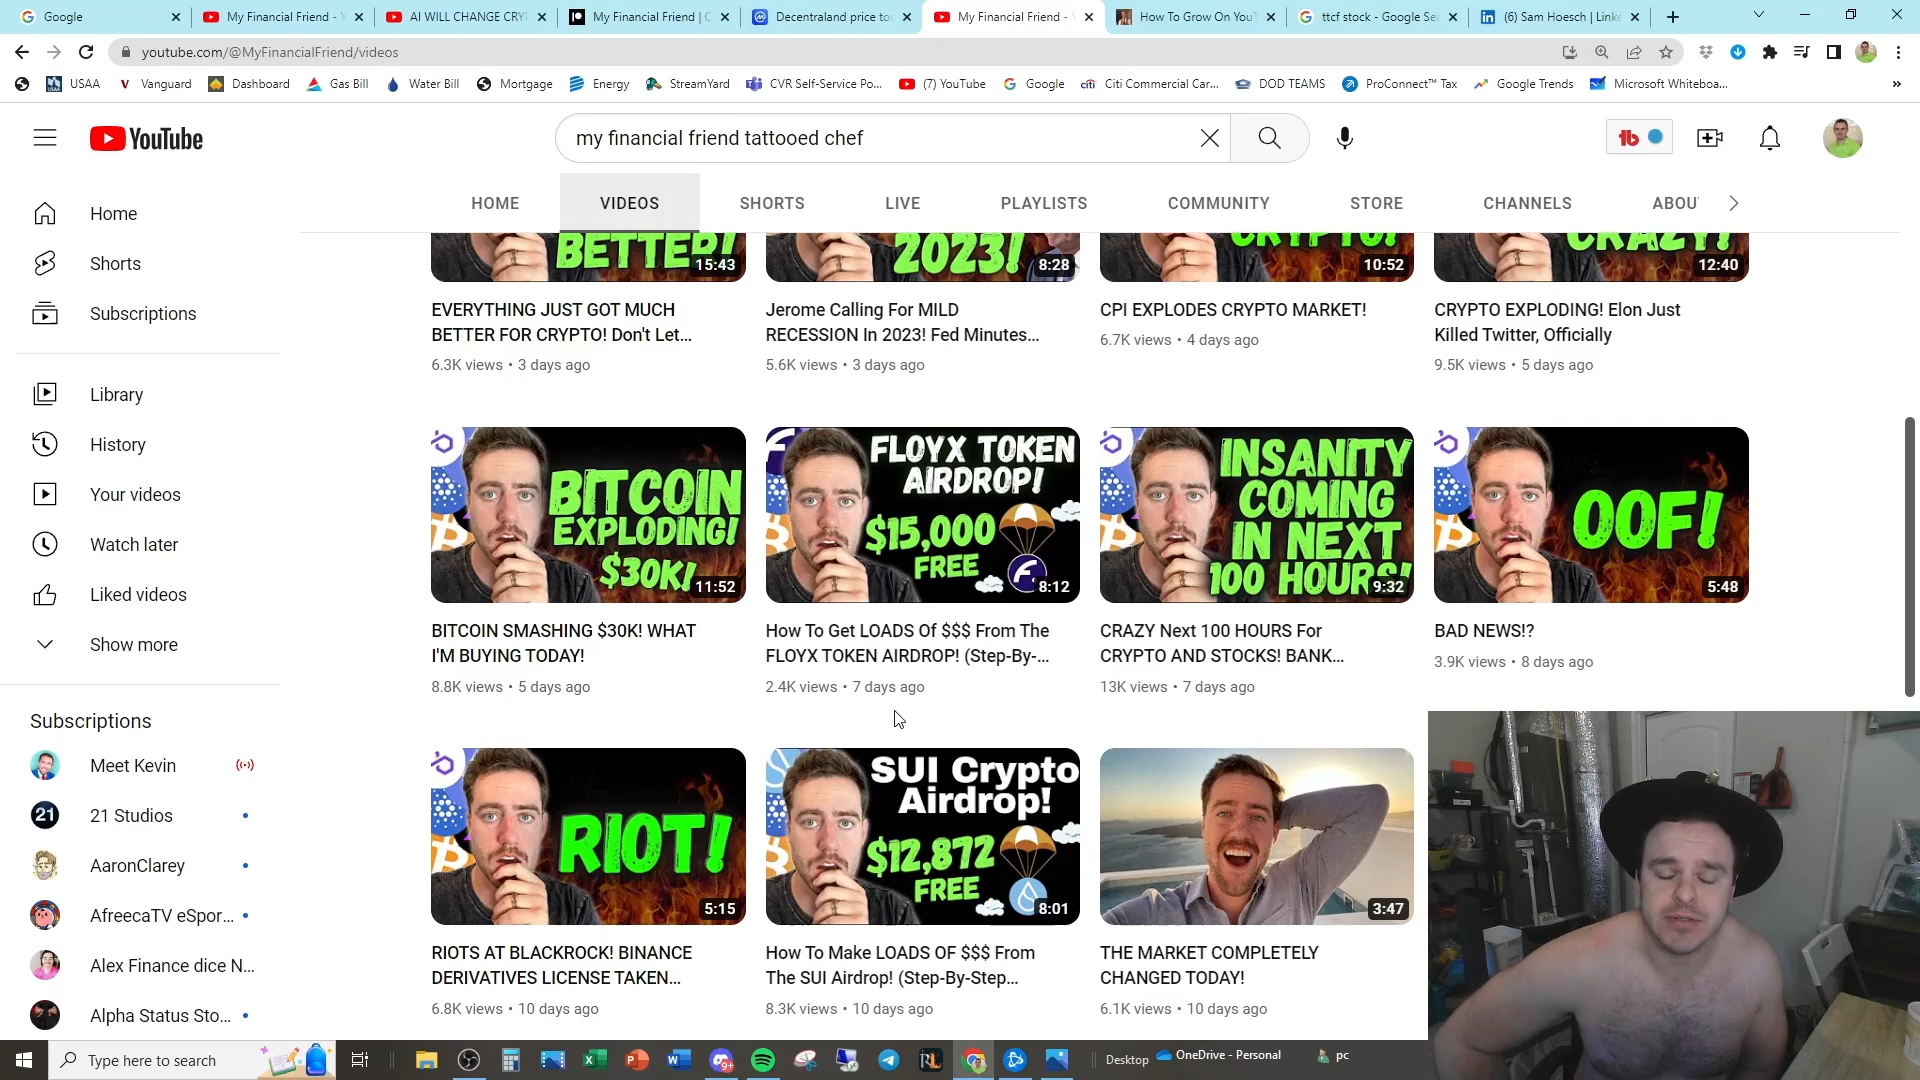 Google
My Financial Friend - Y
AI WILL CHANGE CRY
My Financial Friend | C
Decentraland price to
My Financial Friend -
How To Grow On YouT
ttcf stock - Google Se
(6) Sam Hoesch | Linke
youtube.com/@MyFinancialFriend/videos
USAA
Vanguard
Dashboard
Gas Bill
Water Bill
Mortgage
Energy
StreamYard
CVR Self-Service Po...
(7) YouTube
Google
Citi Commercial Car...
DOD TEAMS
ProConnect™ Tax
Google Trends
Microsoft Whiteboa...
YouTube
my financial friend tattooed chef
HOME
VIDEOS
SHORTS
LIVE
PLAYLISTS
COMMUNITY
STORE
CHANNELS
ABOU
Home
Shorts
Subscriptions
Library
History
Your videos
Watch later
Liked videos
Show more
Subscriptions
Meet Kevin
21 Studios
AaronClarey
AfreecaTV eSpor...
Alex Finance dice N...
Alpha Status Sto...
BETTER!
15:43
EVERYTHING JUST GOT MUCH
BETTER FOR CRYPTO! Don't Let...
6.3K views • 3 days ago
2023!
8:28
Jerome Calling For MILD
RECESSION In 2023! Fed Minutes...
5.6K views • 3 days ago
CRYPTO!
10:52
CPI EXPLODES CRYPTO MARKET!
6.7K views • 4 days ago
CRAZY!
12:40
CRYPTO EXPLODING! Elon Just
Killed Twitter, Officially
9.5K views • 5 days ago
BITCOIN
EXPLODING!
$30K!
11:52
BITCOIN SMASHING $30K! WHAT
I'M BUYING TODAY!
8.8K views • 5 days ago
FLOYX TOKEN
AIRDROP!
$15,000
FREE
8:12
How To Get LOADS Of $$$ From The
FLOYX TOKEN AIRDROP! (Step-By-...
2.4K views • 7 days ago
INSANITY
COMING
IN NEXT
100 HOURS!
9:32
CRAZY Next 100 HOURS For
CRYPTO AND STOCKS! BANK...
13K views • 7 days ago
OOF!
5:48
BAD NEWS!?
3.9K views • 8 days ago
RIOT!
5:15
RIOTS AT BLACKROCK! BINANCE
DERIVATIVES LICENSE TAKEN...
6.8K views • 10 days ago
SUI Crypto
Airdrop!
$12,872
FREE
8:01
How To Make LOADS OF $$$ From
The SUI Airdrop! (Step-By-Step...
8.3K views • 10 days ago
3:47
THE MARKET COMPLETELY
CHANGED TODAY!
6.1K views • 10 days ago
Type here to search
Desktop
OneDrive - Personal
pc